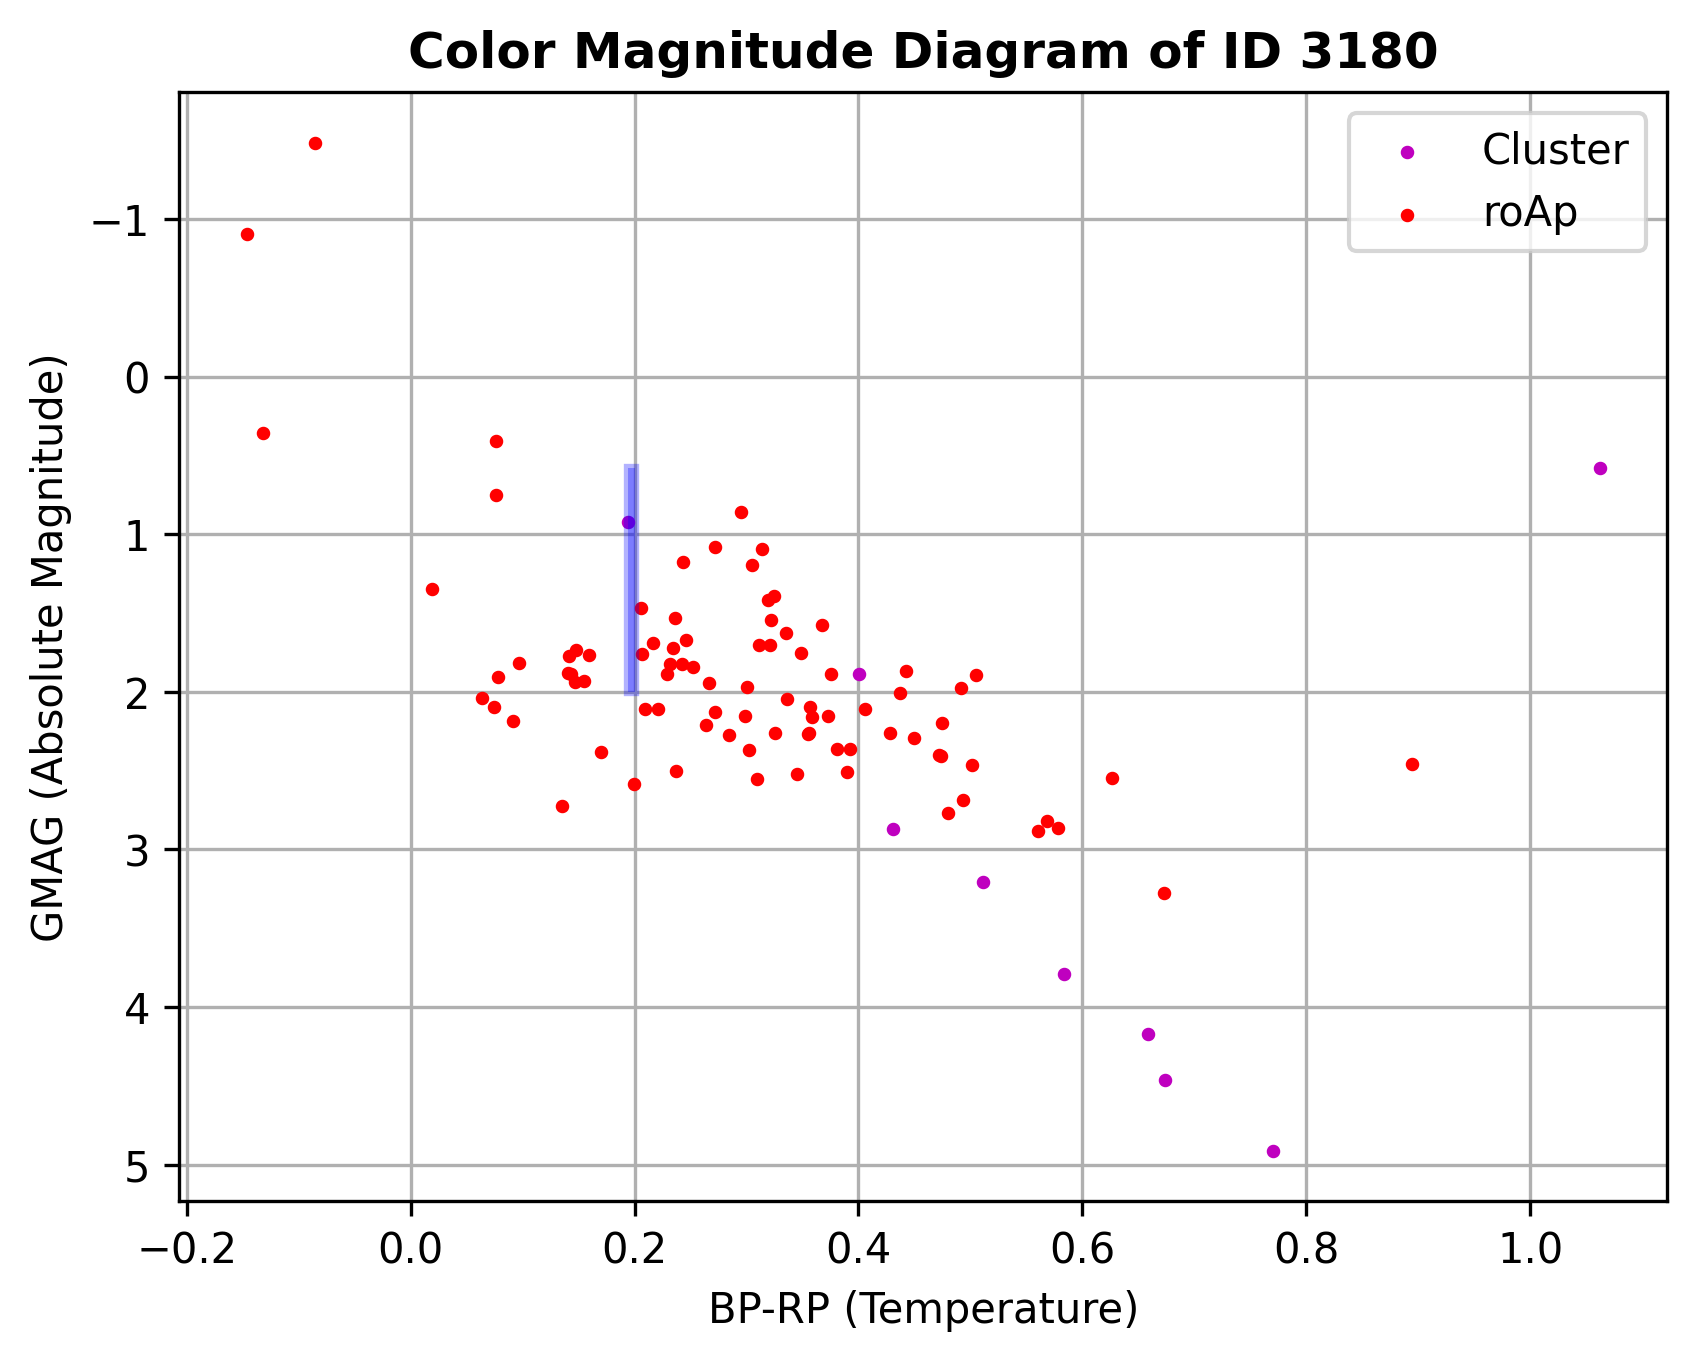 Color Magnitude Diagram of ID 3180
Cluster
roAp
−1
0
1
2
3
4
5
GMAG (Absolute Magnitude)
−0.2 0.0 0.2 0.4 0.6 0.8 1.0
BP-RP (Temperature)